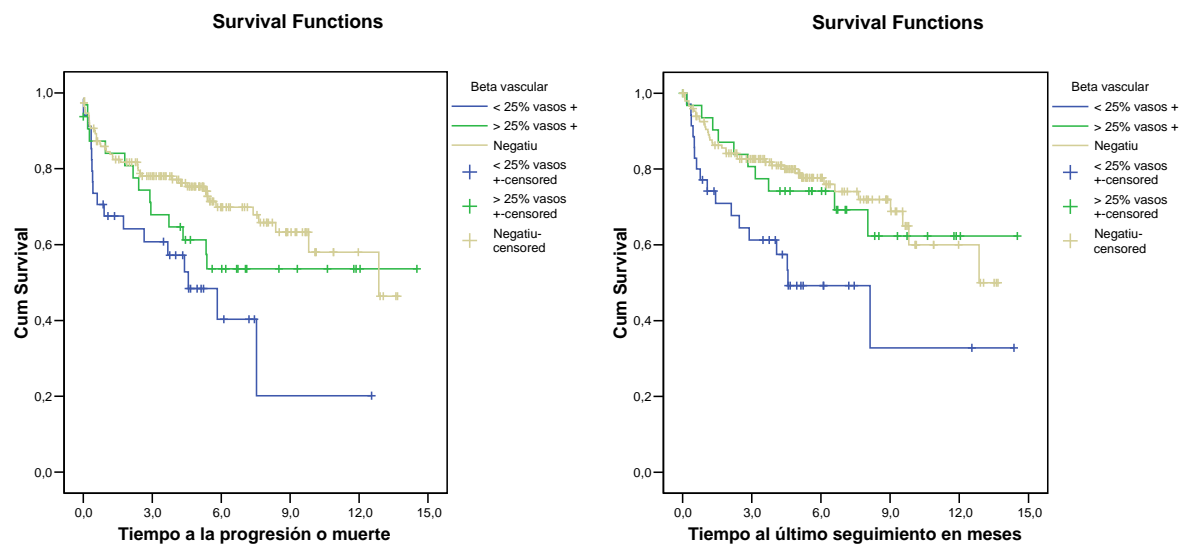 Survival Functions
Cum Survival
1,0
0,8
0,6
0,4
0,2
0,0
0,0 3,0 6,0 9,0 12,0 15,0
Tiempo a la progresión o muerte
Beta vascular
< 25% vasos +
> 25% vasos +
Negatiu
< 25% vasos
+-censored
> 25% vasos
+-censored
Negatiu-
censored
Survival Functions
Cum Survival
1,0
0,8
0,6
0,4
0,2
0,0
0,0 3,0 6,0 9,0 12,0 15,0
Tiempo al último seguimiento en meses
Beta vascular
< 25% vasos +
> 25% vasos +
Negatiu
< 25% vasos
+-censored
> 25% vasos
+-censored
Negatiu-
censored